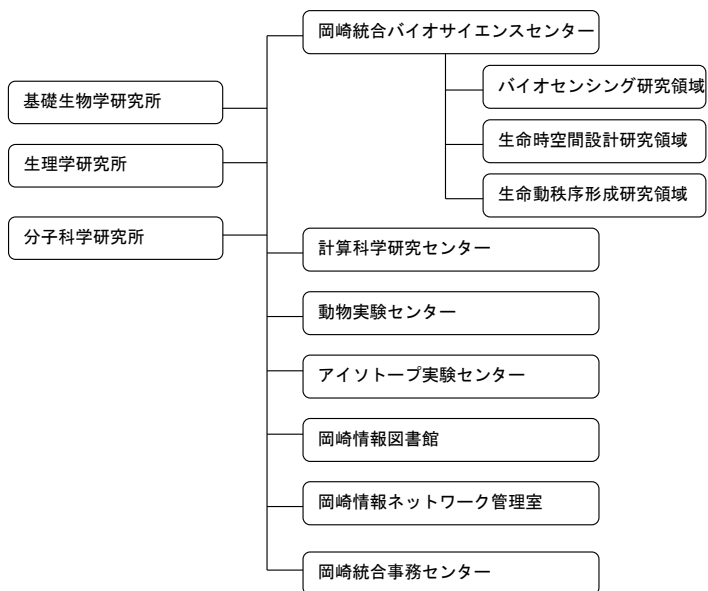 基礎生物学研究所
生理学研究所
分子科学研究所
岡崎統合バイオサイエンスセンター
バイオセンシング研究領域
生命時空間設計研究領域
生命動秩序形成研究領域
計算科学研究センター
動物実験センター
アイソトープ実験センター
岡崎情報図書館
岡崎情報ネットワーク管理室
岡崎統合事務センター